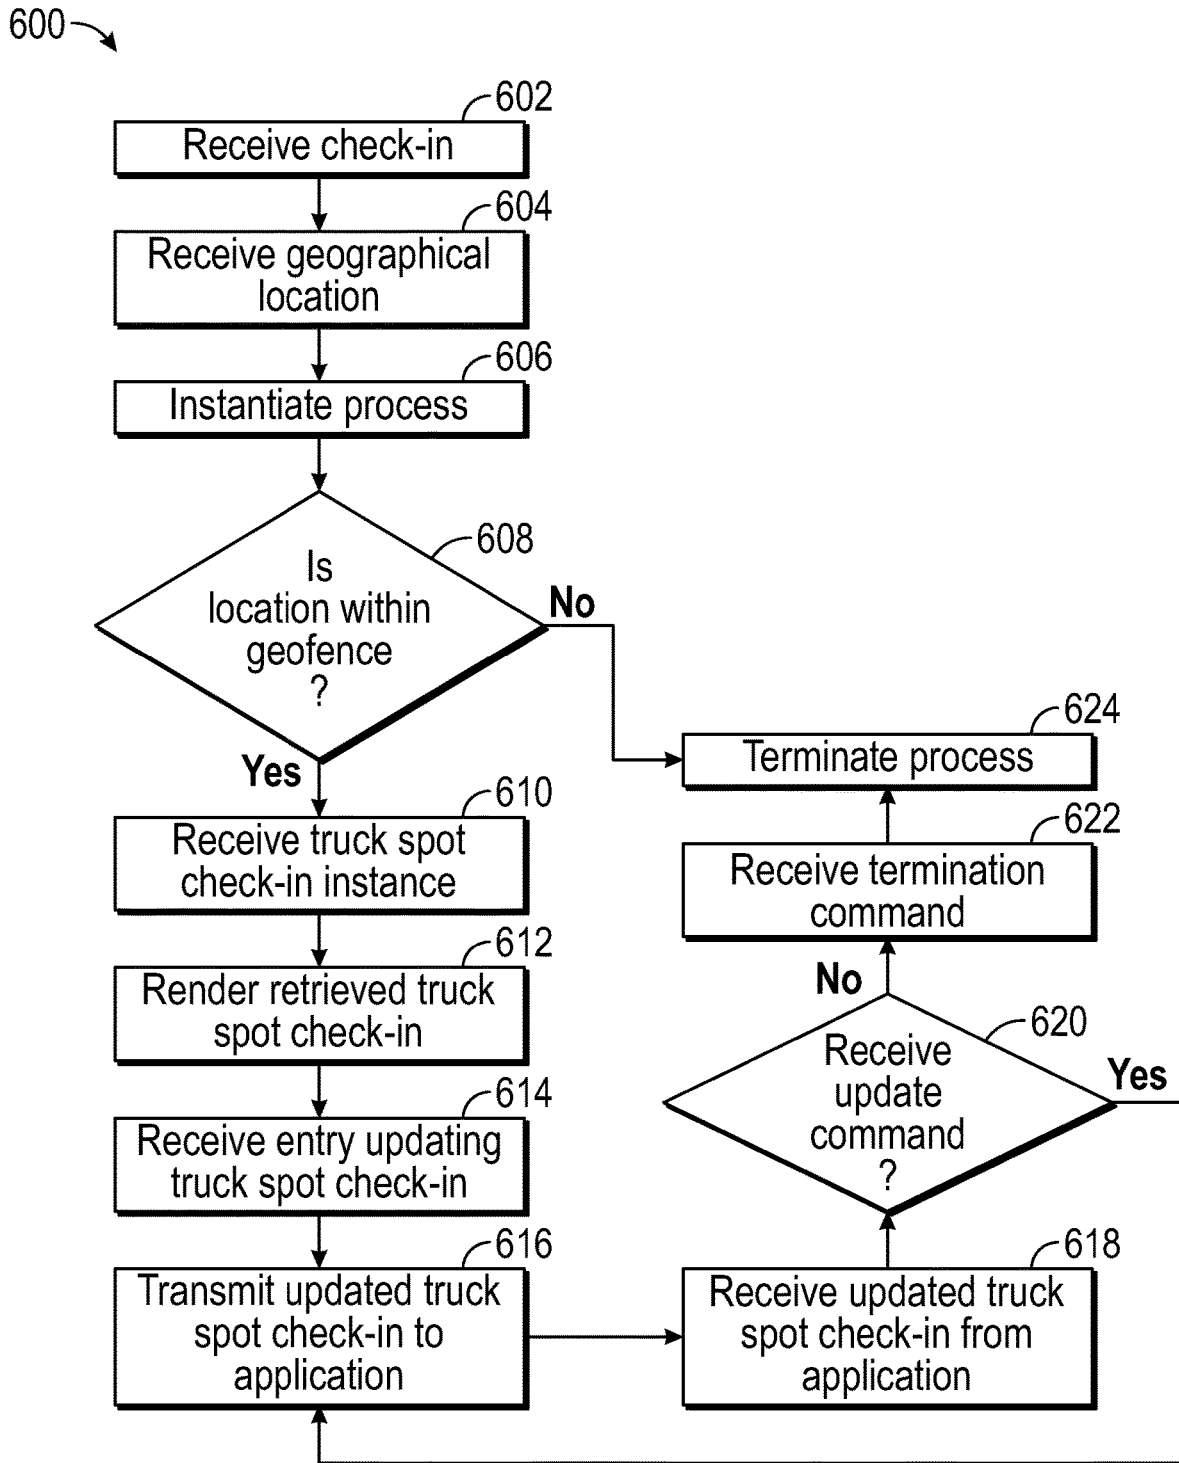 600
602
Receive check-in
604
Receive geographical
location
606
Instantiate process
608
Is
location within
geofence
?
No
Yes
610
Receive truck spot
check-in instance
612
Render retrieved truck
spot check-in
614
Receive entry updating
truck spot check-in
616
Transmit updated truck
spot check-in to
application
618
Receive updated truck
spot check-in from
application
620
Receive
update
command
?
Yes
No
622
Receive termination
command
624
Terminate process